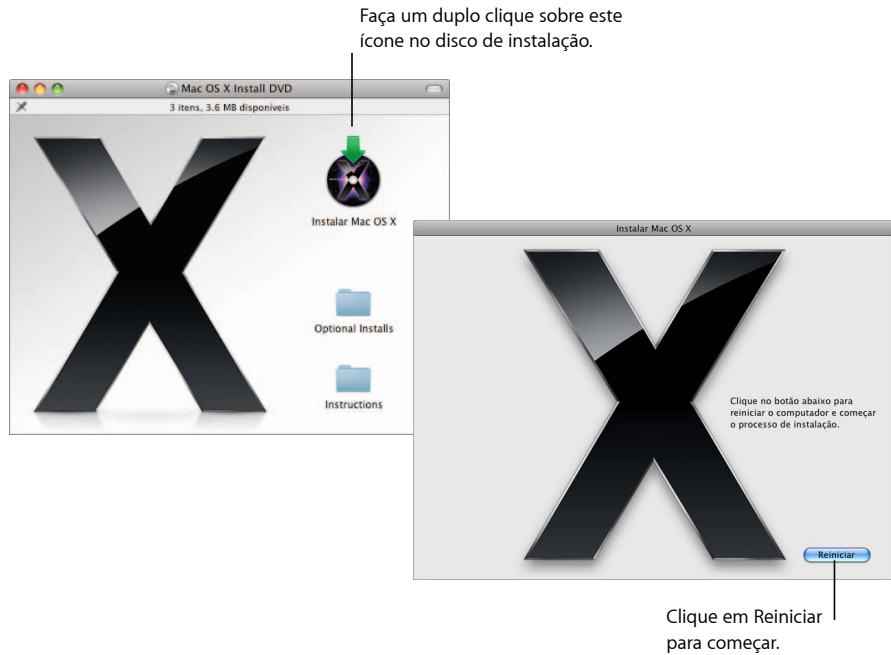 Faça um duplo clique sobre este
ícone no disco de instalação.
Mac OS X Install DVD
3 itens, 3.6 MB disponíveis
Instalar Mac OS X
Optional Installs
Instructions
Instalar Mac OS X
Clique no botão abaixo para
reiniciar o computador e começar
o processo de instalação.
Reiniciar
Clique em Reiniciar
para começar.